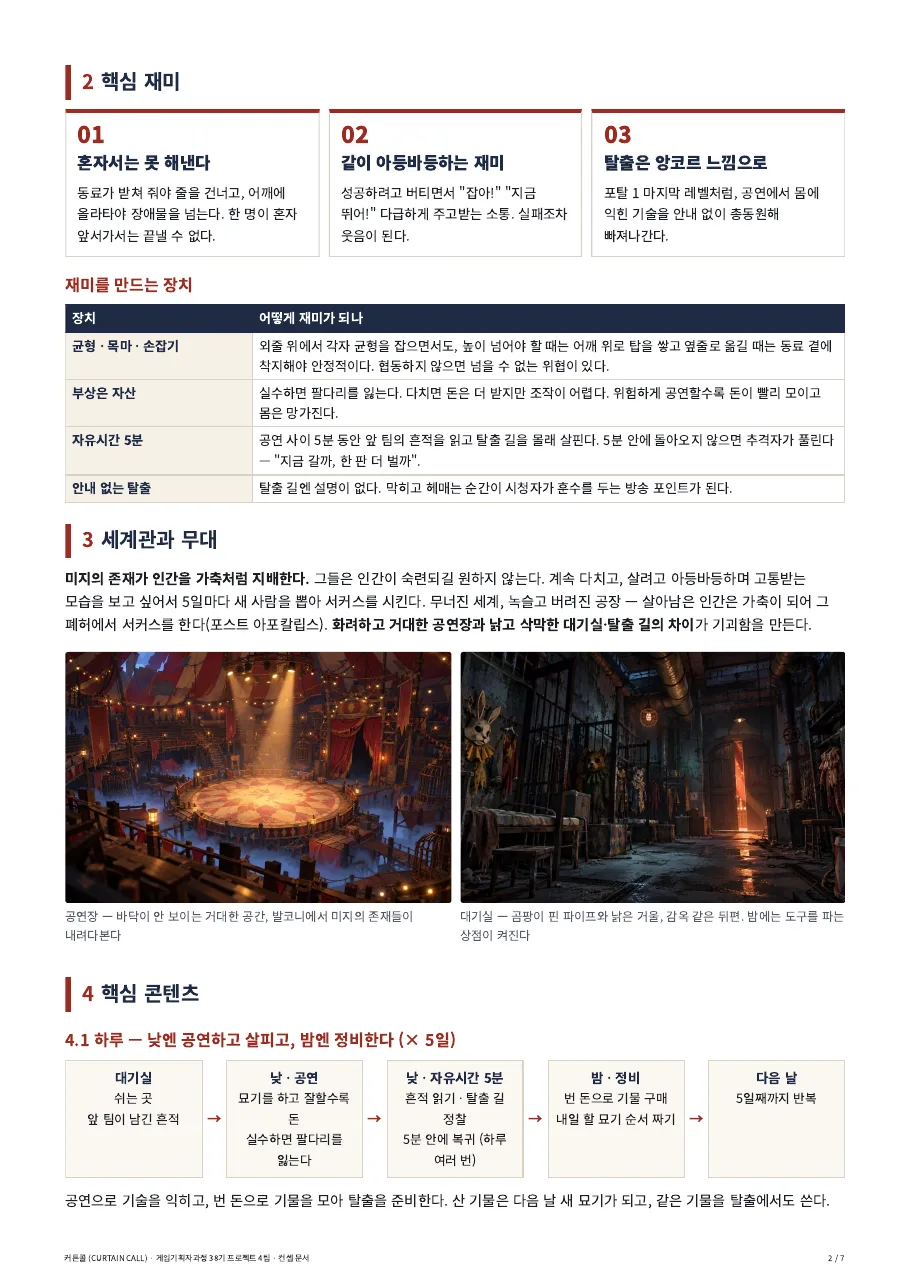 2 핵심 재미
01
혼자서는 못 해낸다
동료가 받쳐 줘야 줄을 건너고, 어깨에
올라타야 장애물을 넘는다. 한 명이 혼자
앞서가서는 끝낼 수 없다.
02
같이 아등바등하는 재미
성공하려고 버티면서 "잡아!" "지금
뛰어!" 다급하게 주고받는 소통. 실패조차
웃음이 된다.
03
탈출은 앙코르 느낌으로
포탈 1 마지막 레벨처럼, 공연에서 몸에
익힌 기술을 안내 없이 총동원해
빠져나간다.
재미를 만드는 장치
장치
어떻게 재미가 되나
균형 · 목마 · 손잡기
외줄 위에서 각자 균형을 잡으면서도, 높이 넘어야 할 때는 어깨 위로 탑을 쌓고 옆줄로 옮길 때는 동료 곁에
착지해야 안정적이다. 협동하지 않으면 넘을 수 없는 위협이 있다.
부상은 자산
실수하면 팔다리를 잃는다. 다치면 돈은 더 받지만 조작이 어렵다. 위험하게 공연할수록 돈이 빨리 모이고
몸은 망가진다.
자유시간 5분
공연 사이 5분 동안 앞 팀의 흔적을 읽고 탈출 길을 몰래 살핀다. 5분 안에 돌아오지 않으면 추격자가 풀린다
— "지금 갈까, 한 판 더 벌까".
안내 없는 탈출
탈출 길엔 설명이 없다. 막히고 헤매는 순간이 시청자가 훈수를 두는 방송 포인트가 된다.
3 세계관과 무대
미지의 존재가 인간을 가축처럼 지배한다. 그들은 인간이 숙련되길 원하지 않는다. 계속 다치고, 살려고 아등바등하며 고통받는
모습을 보고 싶어서 5일마다 새 사람을 뽑아 서커스를 시킨다. 무너진 세계, 녹슬고 버려진 공장 — 살아남은 인간은 가축이 되어 그
폐허에서 서커스를 한다(포스트 아포칼립스). 화려하고 거대한 공연장과 낡고 삭막한 대기실·탈출 길의 차이가 기괴함을 만든다.
공연장 — 바닥이 안 보이는 거대한 공간, 발코니에서 미지의 존재들이
내려다본다
대기실 — 곰팡이 핀 파이프와 낡은 거울, 감옥 같은 뒤편. 밤에는 도구를 파는
상점이 켜진다
4 핵심 콘텐츠
4.1 하루 — 낮엔 공연하고 살피고, 밤엔 정비한다 (× 5일)
대기실
쉬는 곳
앞 팀이 남긴 흔적
→
낮 · 공연
묘기를 하고 잘할수록
돈
실수하면 팔다리를
잃는다
→
낮 · 자유시간 5분
흔적 읽기 · 탈출 길
정찰
5분 안에 복귀 (하루
여러 번)
→
밤 · 정비
번 돈으로 기물 구매
내일 할 묘기 순서 짜기
→
다음 날
5일째까지 반복
공연으로 기술을 익히고, 번 돈으로 기물을 모아 탈출을 준비한다. 산 기물은 다음 날 새 묘기가 되고, 같은 기물을 탈출에서도 쓴다.
커튼콜 (CURTAIN CALL) · 게임기획자과정 38기 프로젝트 4팀 · 컨셉 문서
2 / 7